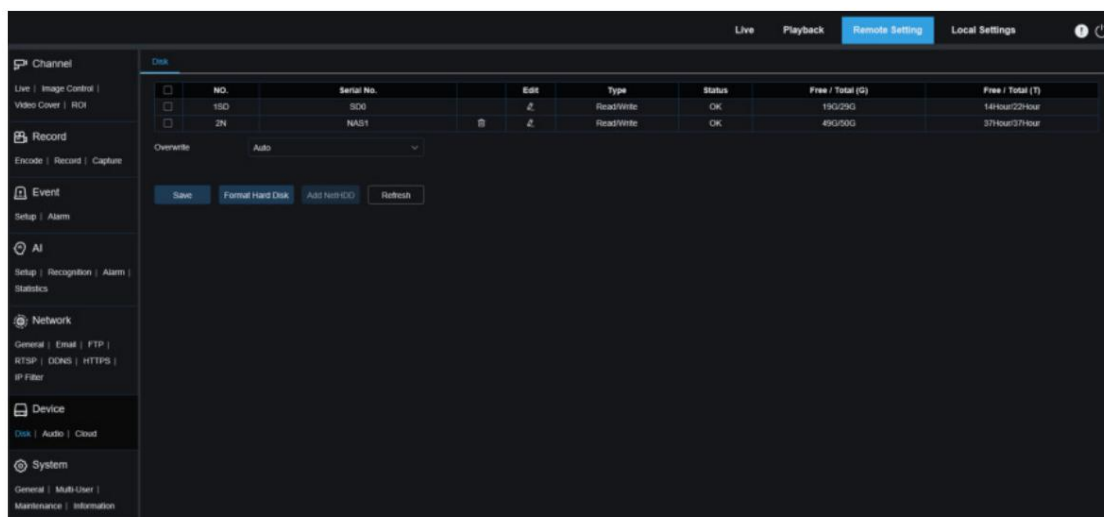 Live Playback Remote Setting Local Settings
Channel
Live | Image Control |
Video Cover | ROI
Record
Encode | Record | Capture
Event
Setup | Alarm
AI
Setup | Recognition | Alarm |
Statistics
Network
General | Email | FTP |
RTSP | DDNS | HTTPS |
IP Filter
Device
Disk | Audio | Cloud
System
General | Multi-User |
Maintenance | Information
Disk
NO. Serial No. Edit Type Status Free / Total (G) Free / Total (T)
1SD SD0 Read/Write OK 19G/29G 14Hour/22Hour
2N NAS1 Read/Write OK 49G/50G 37Hour/37Hour
Overwrite Auto
Save Format Hard Disk Add NetHDD Refresh